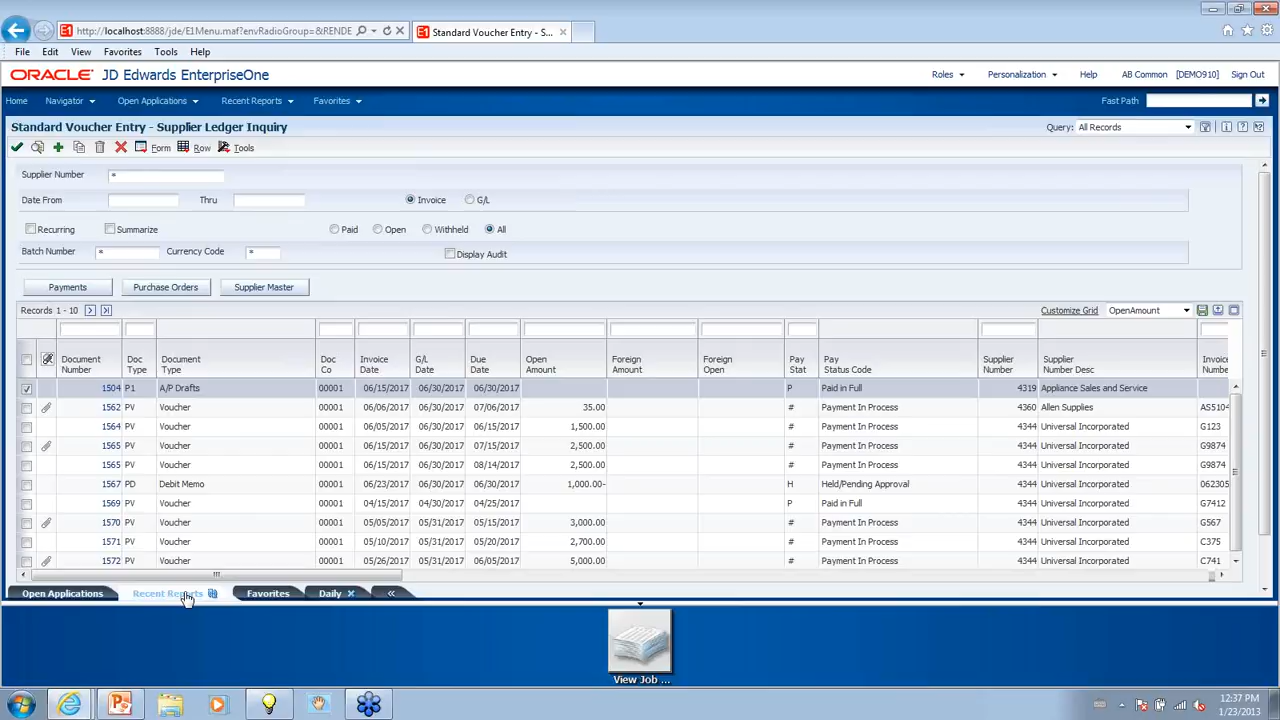 http://localhost:8888/jde/E1Menu.maf?envRadioGroup=&RENDE
Standard Voucher Entry - S...
File Edit View Favorites Tools Help
ORACLE JD Edwards EnterpriseOne
Roles Personalization Help AB Common [DEMO910] Sign Out
Home Navigator Open Applications Recent Reports Favorites Fast Path
Standard Voucher Entry - Supplier Ledger Inquiry
Query: All Records
Form Row Tools
Supplier Number *
Date From Thru Invoice G/L
Recurring Summarize Paid Open Withheld All
Batch Number * Currency Code * Display Audit
Payments Purchase Orders Supplier Master
Records 1 - 10 Customize Grid OpenAmount
Document Number Doc Type Document Type Doc Co Invoice Date G/L Date Due Date Open Amount Foreign Amount Foreign Open Pay Stat Pay Status Code Supplier Number Supplier Number Desc Invoice Numbe
1504 P1 A/P Drafts 00001 06/15/2017 06/30/2017 06/30/2017 P Paid in Full 4319 Appliance Sales and Service
1562 PV Voucher 00001 06/06/2017 06/30/2017 07/06/2017 35.00 # Payment In Process 4360 Allen Supplies AS5104
1564 PV Voucher 00001 06/05/2017 06/30/2017 06/15/2017 1,500.00 # Payment In Process 4344 Universal Incorporated G123
1565 PV Voucher 00001 06/15/2017 06/30/2017 07/15/2017 2,500.00 # Payment In Process 4344 Universal Incorporated G9874
1565 PV Voucher 00001 06/15/2017 06/30/2017 08/14/2017 2,500.00 # Payment In Process 4344 Universal Incorporated G9874
1567 PD Debit Memo 00001 06/23/2017 06/30/2017 06/30/2017 1,000.00- H Held/Pending Approval 4344 Universal Incorporated 062305
1569 PV Voucher 00001 04/15/2017 04/30/2017 04/25/2017 P Paid in Full 4344 Universal Incorporated G7412
1570 PV Voucher 00001 05/05/2017 05/31/2017 05/15/2017 3,000.00 # Payment In Process 4344 Universal Incorporated G567
1571 PV Voucher 00001 05/10/2017 05/31/2017 05/20/2017 2,700.00 # Payment In Process 4344 Universal Incorporated C375
1572 PV Voucher 00001 05/26/2017 05/31/2017 06/05/2017 5,000.00 # Payment In Process 4344 Universal Incorporated C741
Open Applications Recent Reports Favorites Daily «
View Job ...
12:37 PM
1/23/2013